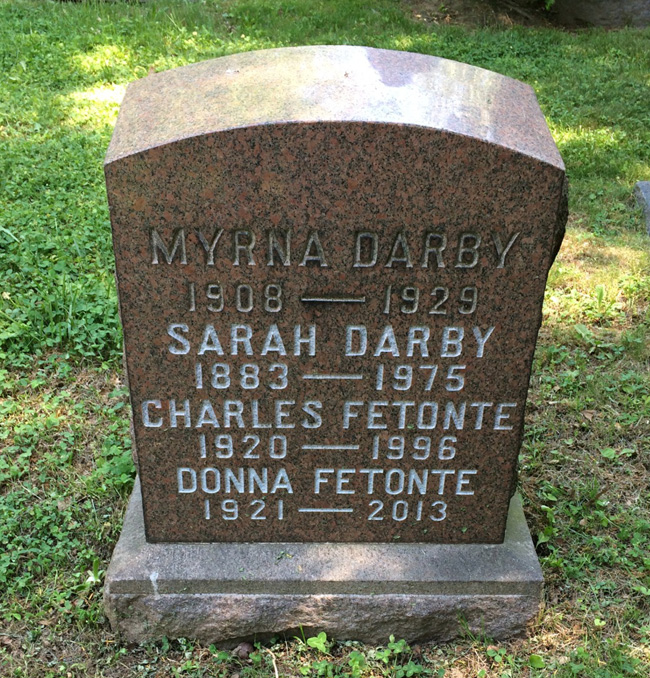 MYRNA DARBY
1908 — 1929
SARAH DARBY
1883 — 1975
CHARLES FETONTE
1920 — 1996
DONNA FETONTE
1921 — 2013